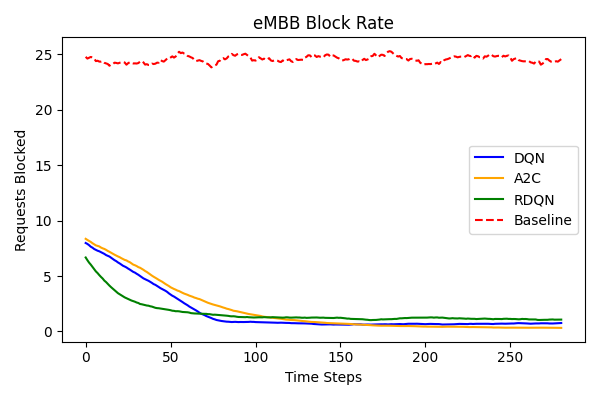 eMBB Block Rate
Requests Blocked
25
20
15
10
5
0
DQN
A2C
RDQN
Baseline
0 50 100 150 200 250
Time Steps